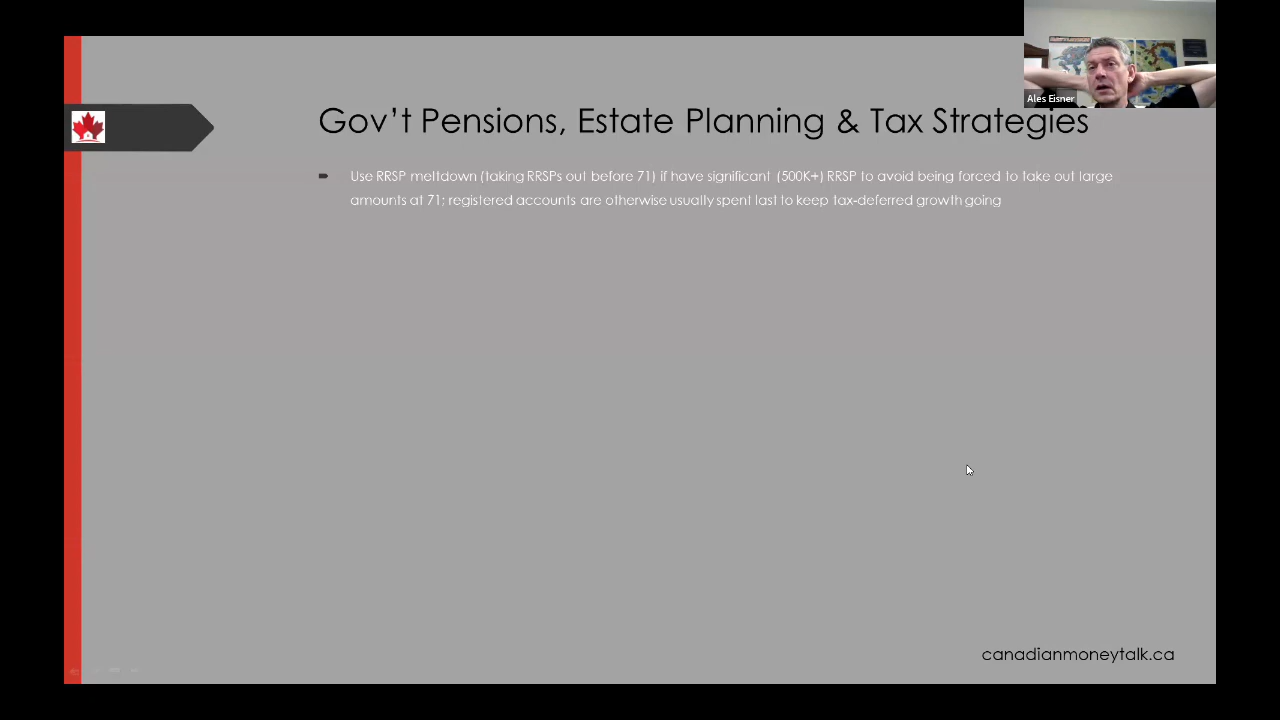 Ales Eisner
Gov't Pensions, Estate Planning & Tax Strategies
Use RRSP meltdown (taking RRSPs out before 71) if have significant (500K+) RRSP to avoid being forced to take out large
amounts at 71; registered accounts are otherwise usually spent last to keep tax-deferred growth going
canadianmoneytalk.ca